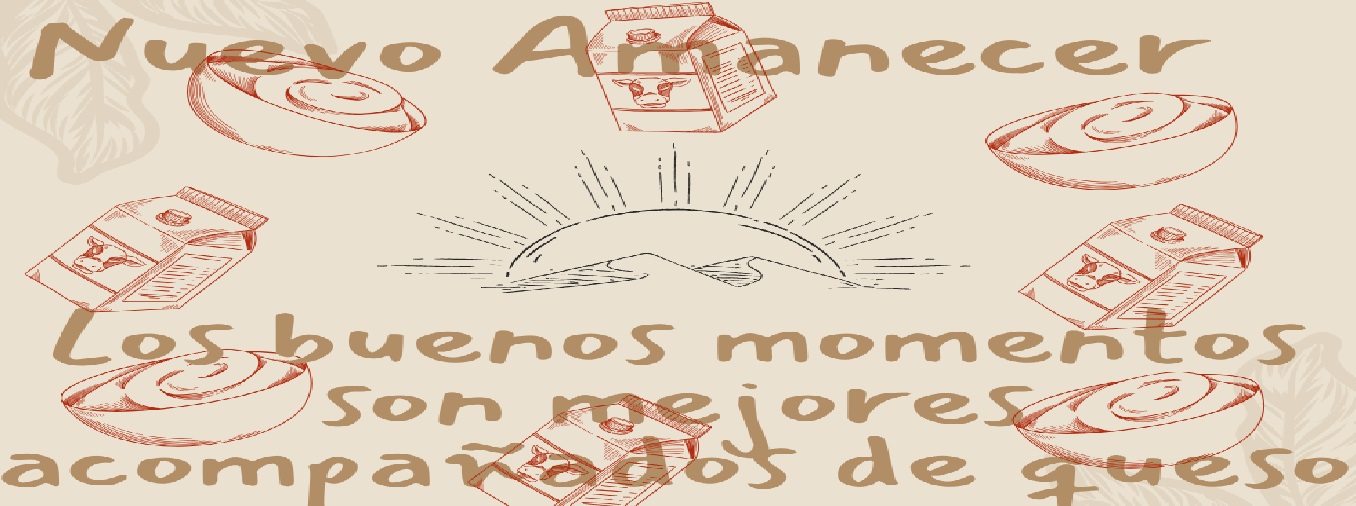 Nuevo Amanecer
Los buenos momentos
son mejores
acompañados de queso